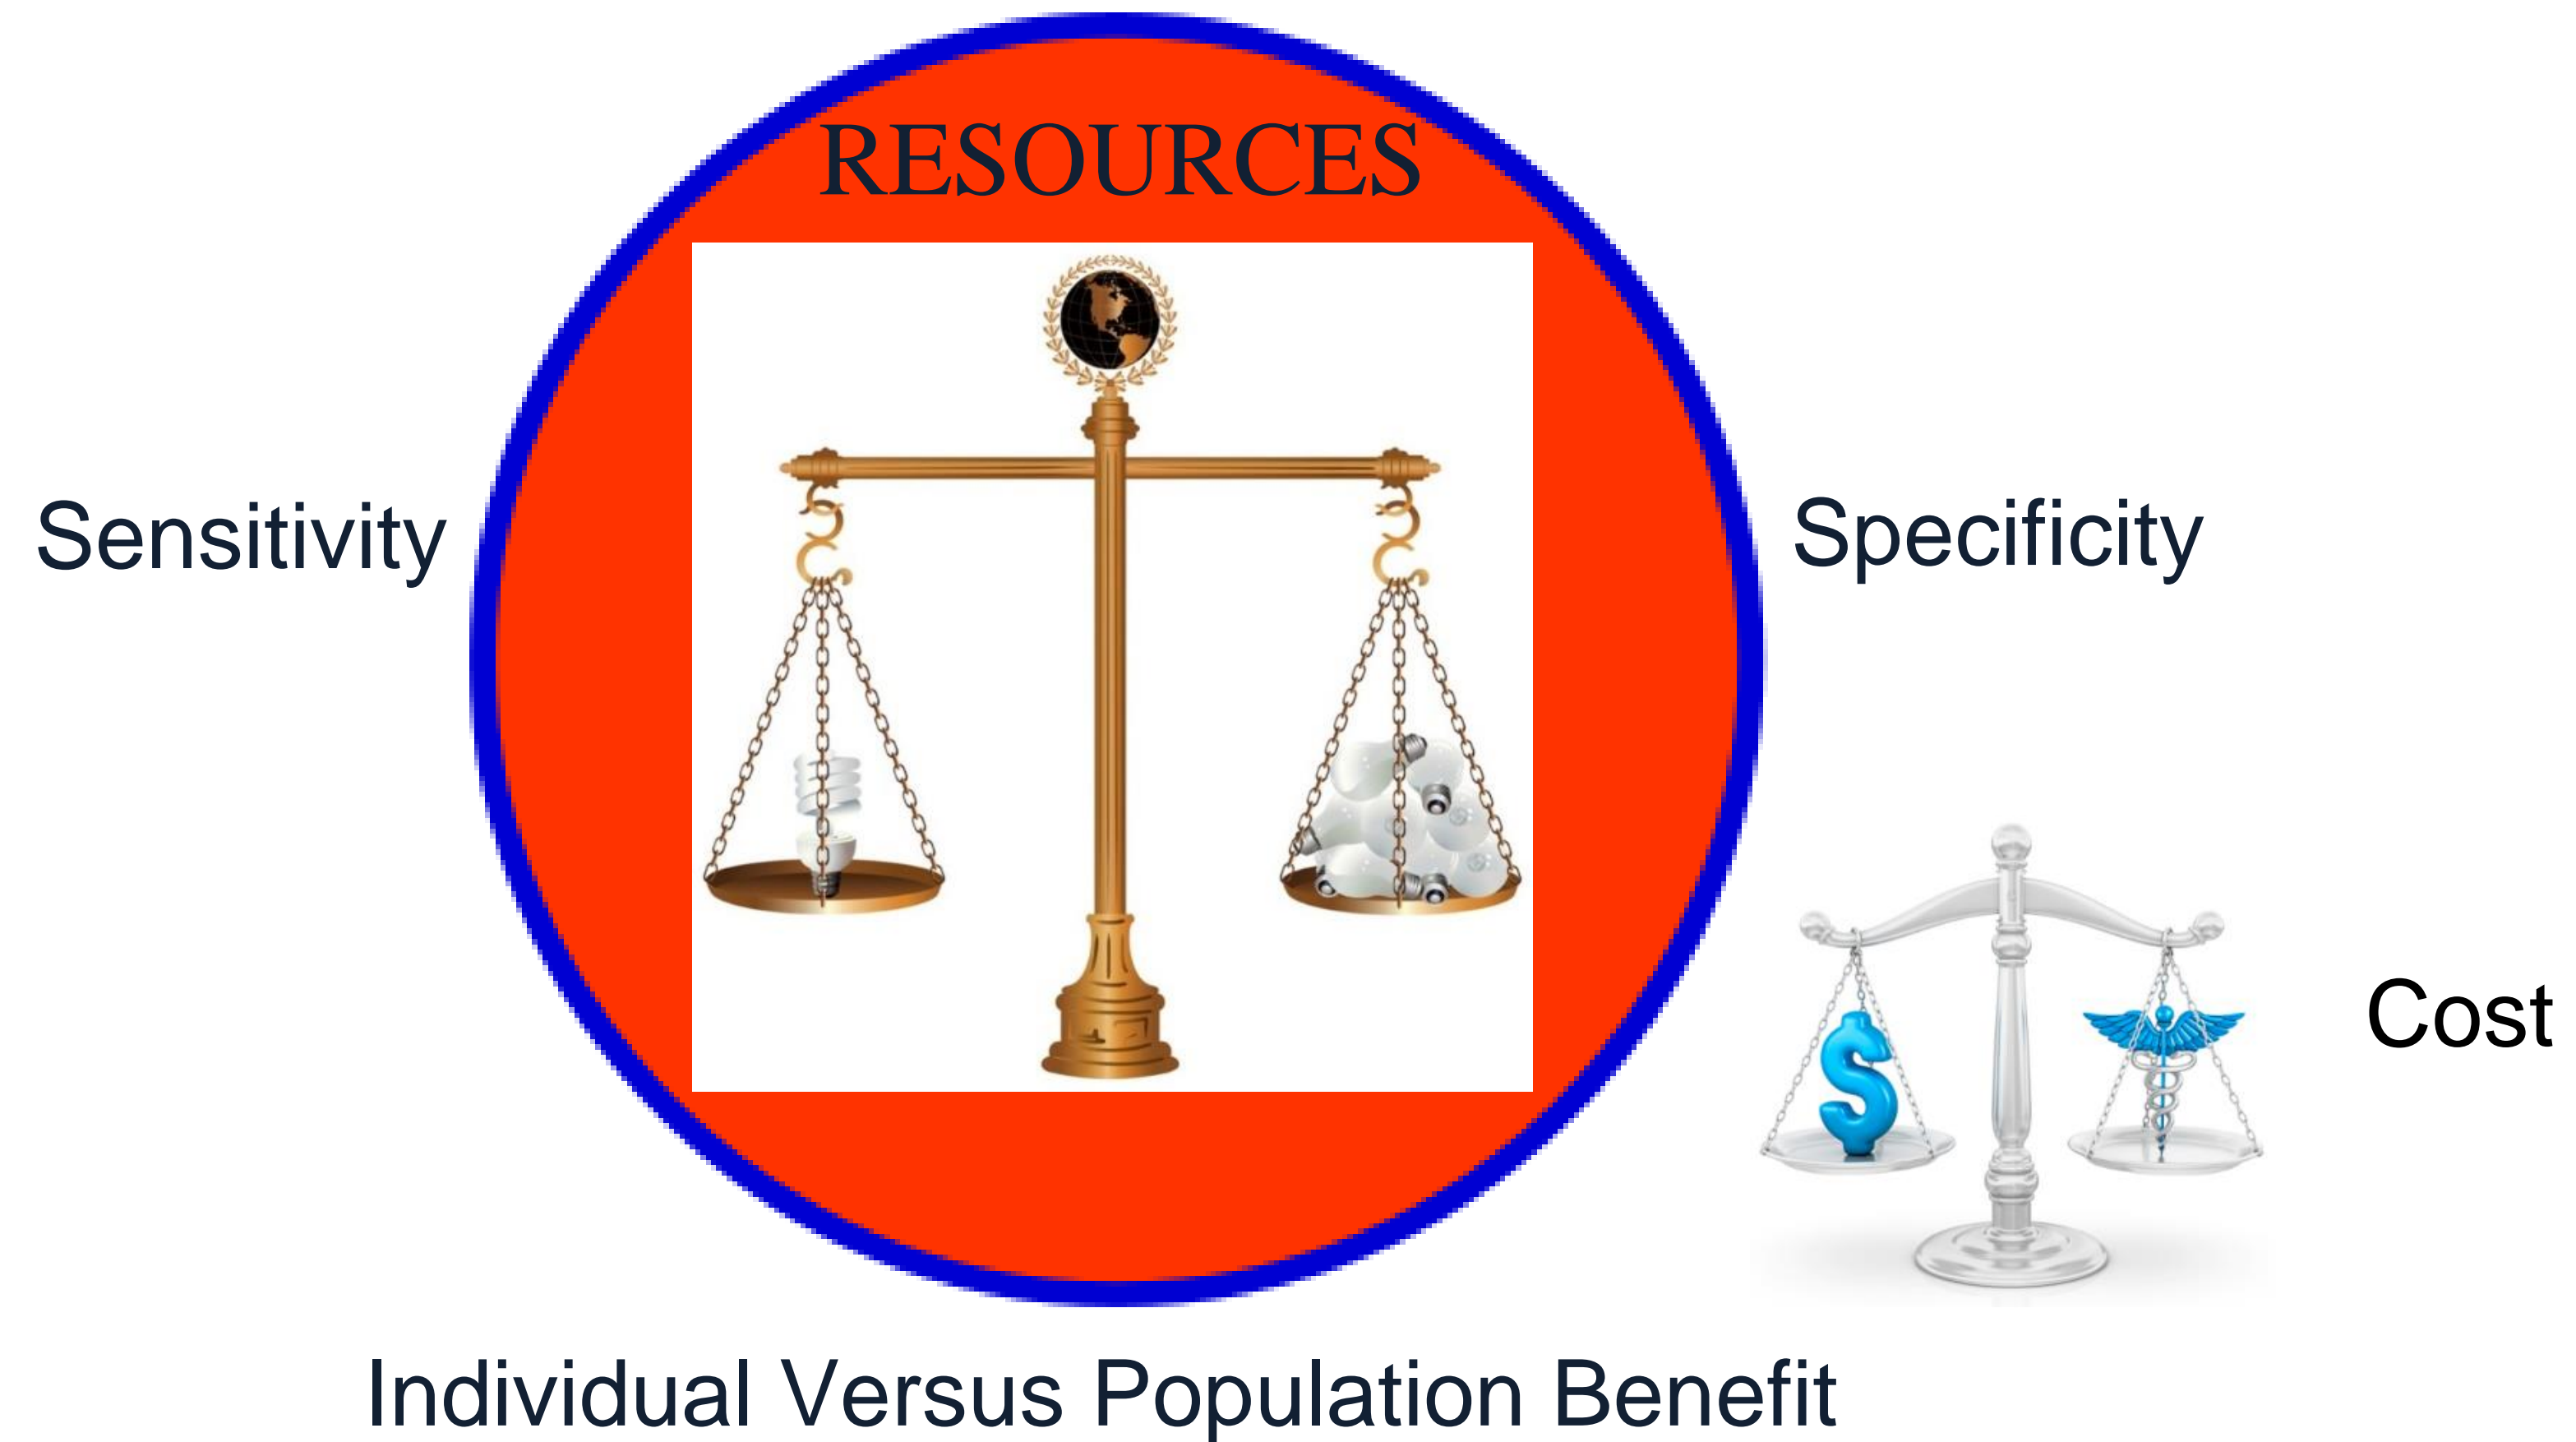 RESOURCES
Sensitivity
Specificity
Cost
Individual Versus Population Benefit